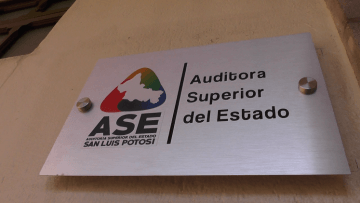 ASE
AUDITORÍA SUPERIOR DEL ESTADO
SAN LUIS POTOSÍ
Auditora
Superior
del Estado